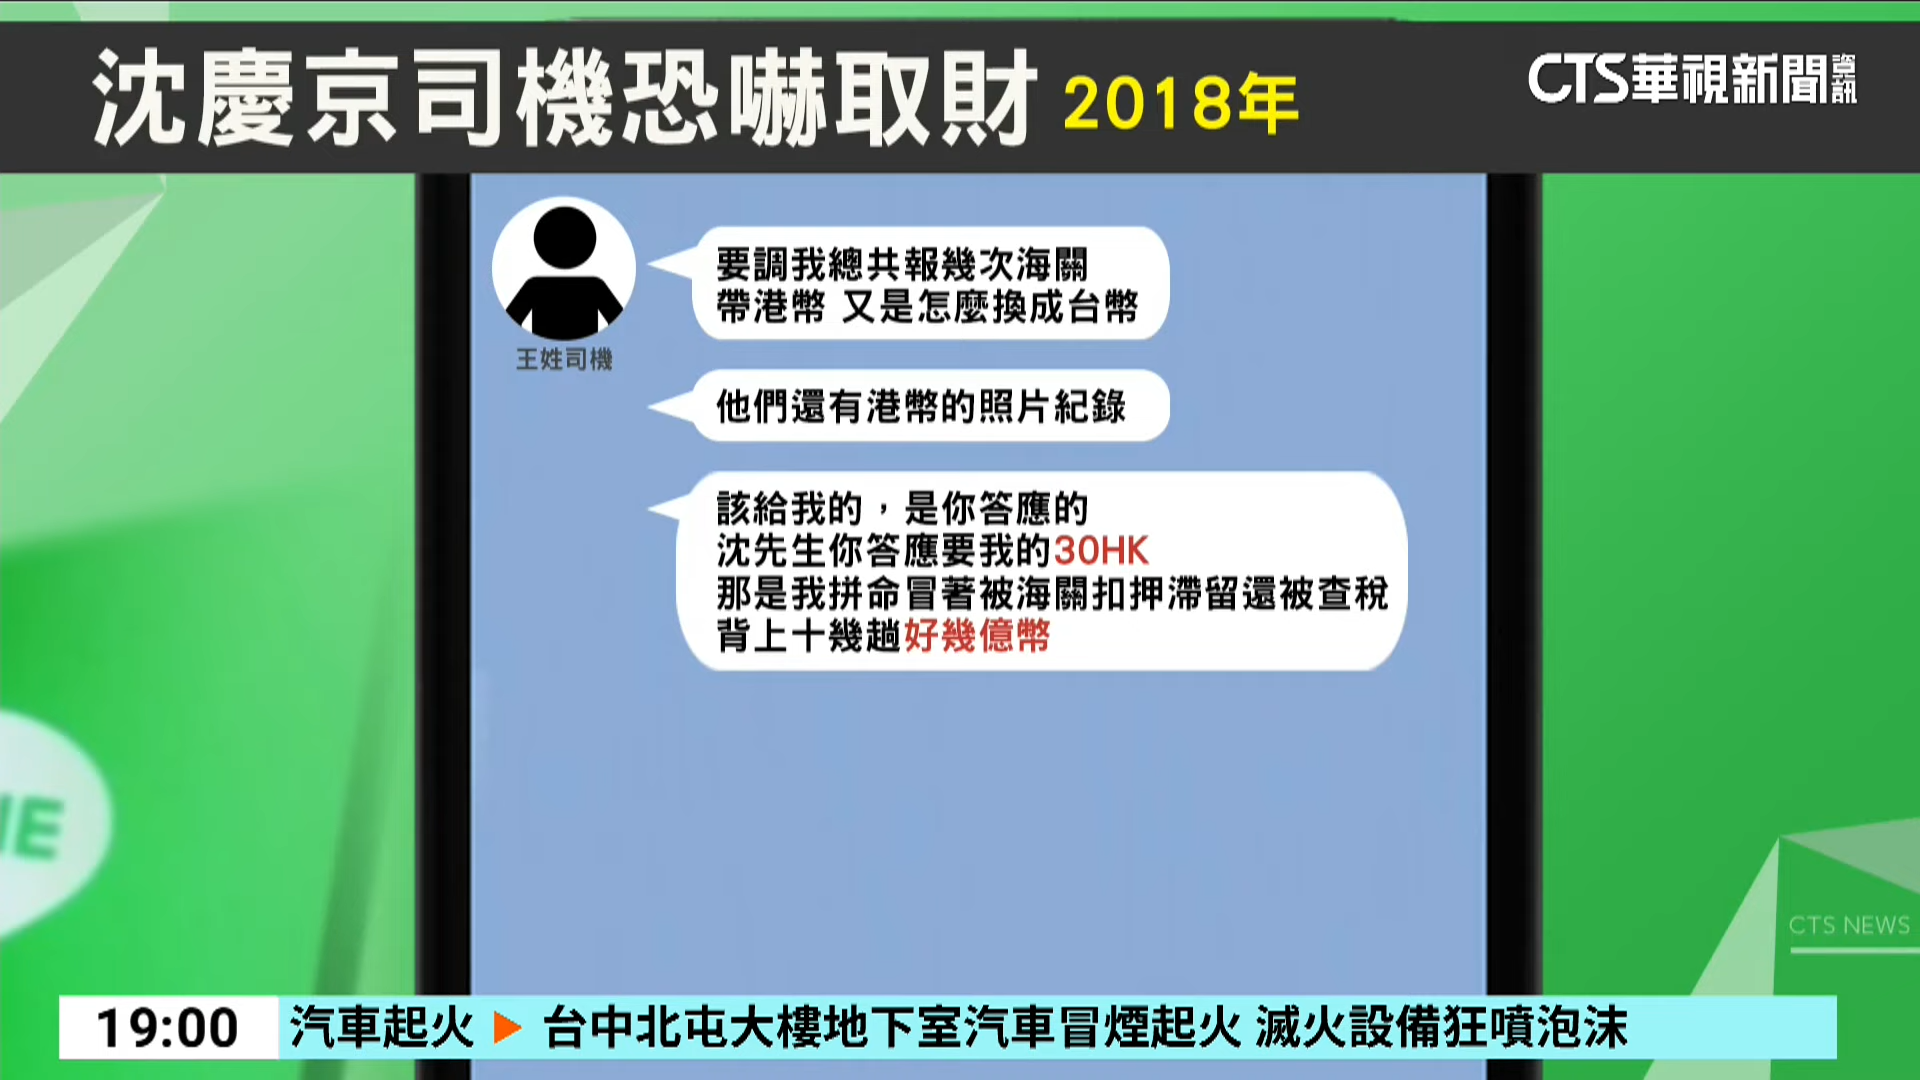 沈慶京司機恐嚇取財 2018年
CTS華視新聞資訊
要調我總共報幾次海關
帶港幣 又是怎麼換成台幣
王姓司機
他們還有港幣的照片紀錄
該給我的，是你答應的
沈先生你答應要我的30HK
那是我拼命冒著被海關扣押滯留還被查稅
背上十幾趟好幾億幣
NE
CTS NEWS
19:00 汽車起火 ▶ 台中北屯大樓地下室汽車冒煙起火 滅火設備狂噴泡沫